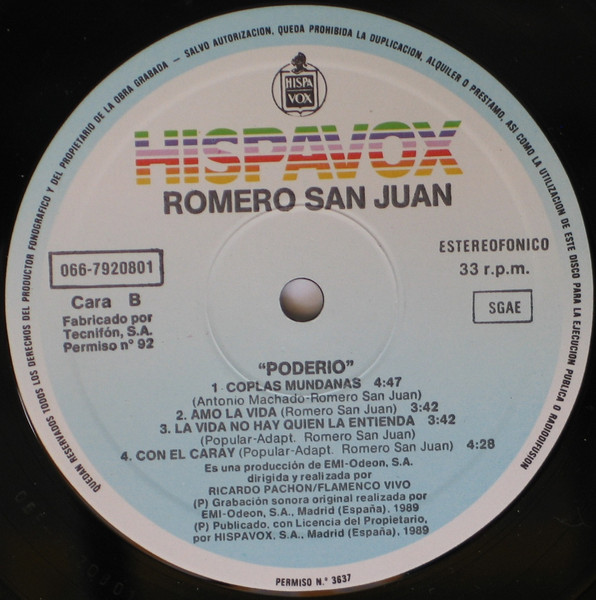 QUEDAN RESERVADOS TODOS LOS DERECHOS DEL PRODUCTOR FONOGRAFICO Y DEL PROPIETARIO DE LA OBRA GRABADA — SALVO AUTORIZACION, QUEDA PROHIBIDA LA DUPLICACION, ALQUILER O PRESTAMO, ASI COMO LA UTILIZACION DE ESTE DISCO PARA LA EJECUCION PUBLICA O RADIODIFUSION
HISPA
VOX
HISPAVOX
ROMERO SAN JUAN
ESTEREOFONICO
33 r.p.m.
SGAE
066-7920801
Cara B
Fabricado por
Tecnifón, S.A.
Permiso nº 92
"PODERIO"
1 COPLAS MUNDANAS 4:47
(Antonio Machado-Romero San Juan)
2. AMO LA VIDA (Romero San Juan) 3:42
3. LA VIDA NO HAY QUIEN LA ENTIENDA 3:42
(Popular-Adapt. Romero San Juan)
4. CON EL CARAY (Popular-Adapt. Romero San Juan) 4:28
Es una producción de EMI-Odeon, S.A.
dirigida y realizada por
RICARDO PACHON/FLAMENCO VIVO
(P) Grabación sonora original realizada por
EMI-Odeon, S.A., Madrid (España). 1989
(P) Publicado, con Licencia del Propietario,
por HISPAVOX. S.A., Madrid (España). 1989
PERMISO N.º 3637